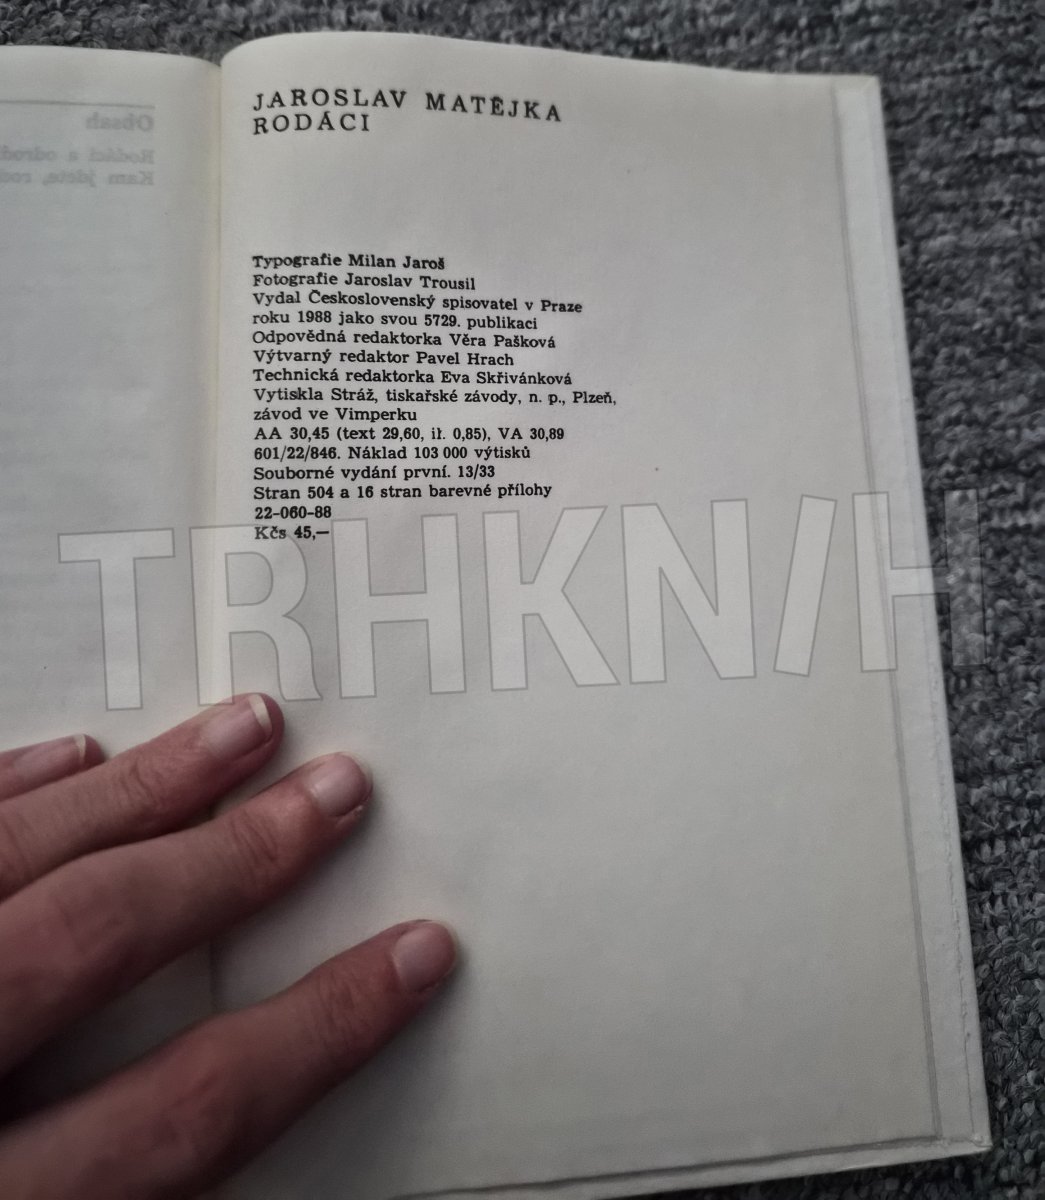 JAROSLAV MATĚJKA
RODÁCI
Typografie Milan Jaroš
Fotografie Jaroslav Trousil
Vydal Československý spisovatel v Praze
roku 1988 jako svou 5729. publikaci
Odpovědná redaktorka Věra Pašková
Výtvarný redaktor Pavel Hrach
Technická redaktorka Eva Skřivánková
Vytiskla Stráž, tiskařské závody, n. p., Plzeň,
závod ve Vimperku
AA 30,45 (text 29,60, il. 0,85), VA 30,89
601/22/846. Náklad 103 000 výtisků
Souborné vydání první. 13/33
Stran 504 a 16 stran barevné přílohy
22-060-88
Kčs 45,—
TRHKNIH